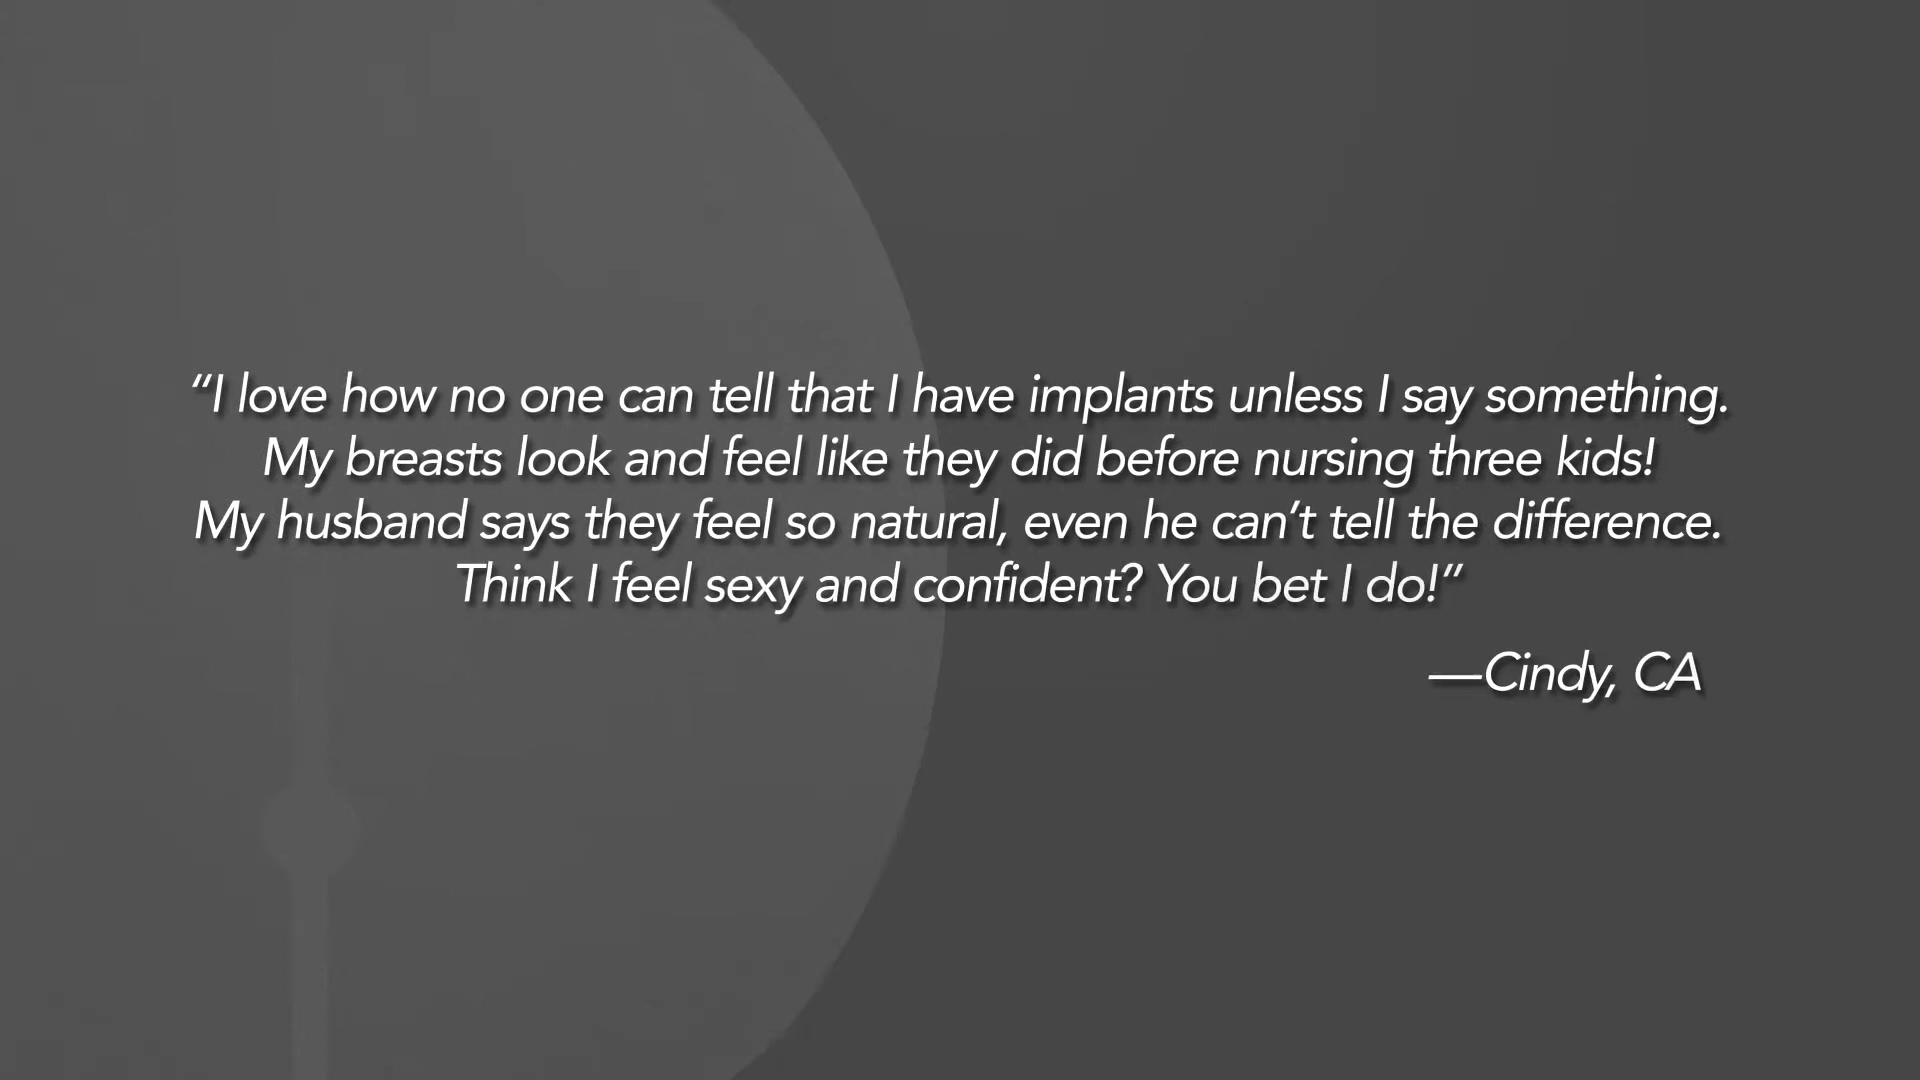 “I love how no one can tell that I have implants unless I say something.
My breasts look and feel like they did before nursing three kids!
My husband says they feel so natural, even he can’t tell the difference.
Think I feel sexy and confident? You bet I do!”
—Cindy, CA